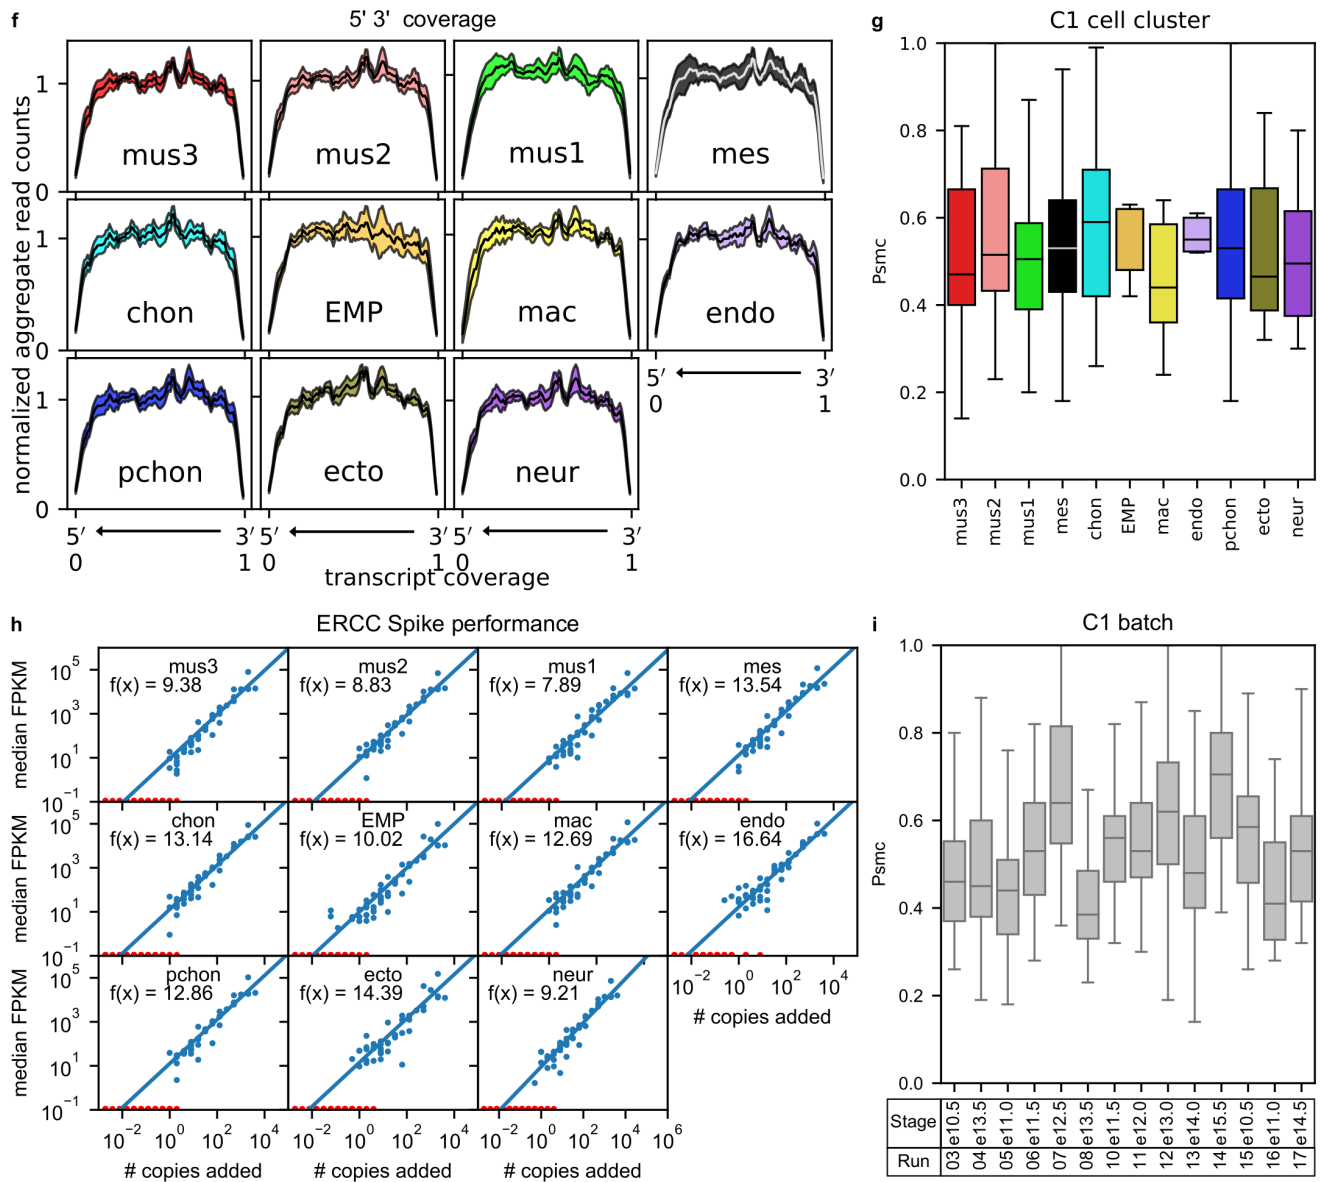 f
5' 3' coverage
normalized aggregate read counts
1
0
mus3
mus2
mus1
mes
1
0
chon
EMP
mac
endo
5′
3′
0
1
1
0
pchon
ecto
neur
5′ 3′ 5′ 3′ 5′ 3′
0 1 0 1 0 1
transcript coverage
g
C1 cell cluster
Psmc
1.0
0.8
0.6
0.4
0.2
0.0
mus3 mus2 mus1 mes chon EMP mac endo pchon ecto neur
h
ERCC Spike performance
median FPKM
10^5
10^3
10^1
10^−1
mus3
f(x) = 9.38
mus2
f(x) = 8.83
mus1
f(x) = 7.89
mes
f(x) = 13.54
median FPKM
10^5
10^3
10^1
10^−1
chon
f(x) = 13.14
EMP
f(x) = 10.02
mac
f(x) = 12.69
endo
f(x) = 16.64
10^−2 10^0 10^2 10^4
# copies added
median FPKM
10^5
10^3
10^1
10^−1
pchon
f(x) = 12.86
ecto
f(x) = 14.39
neur
f(x) = 9.21
10^−2 10^0 10^2 10^4 10^−2 10^0 10^2 10^4 10^−2 10^0 10^2 10^4 10^6
# copies added # copies added # copies added
i
C1 batch
Psmc
1.0
0.8
0.6
0.4
0.2
0.0
Stage e10.5 e13.5 e11.0 e11.5 e12.5 e13.5 e11.5 e12.0 e13.0 e14.0 e15.5 e10.5 e11.0 e14.5
Run 03 04 05 06 07 08 10 11 12 13 14 15 16 17